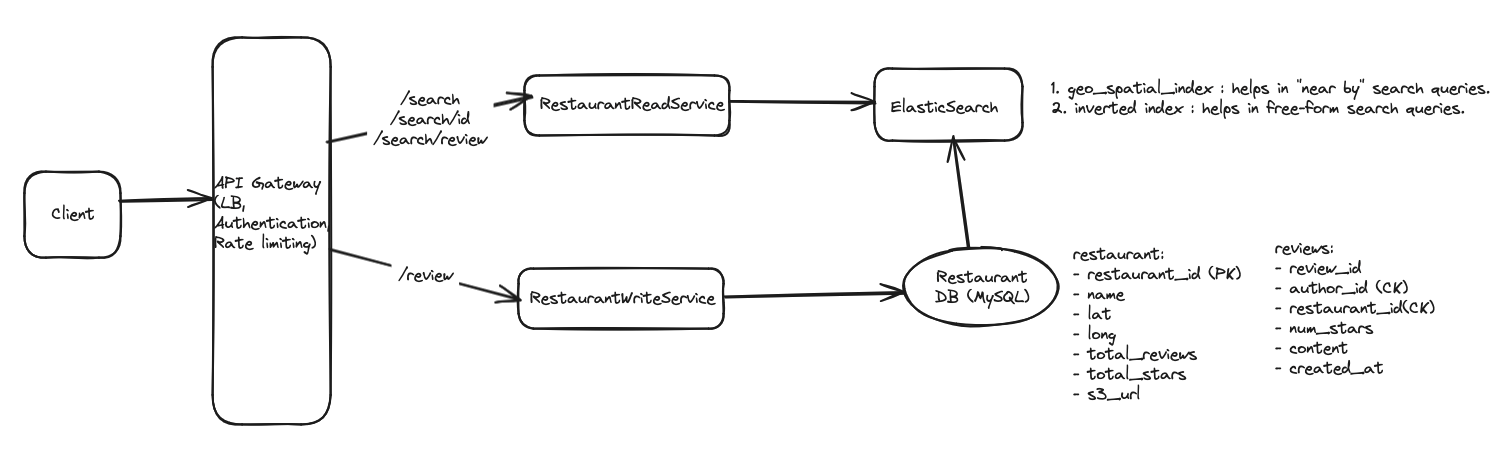 Client
API Gateway
(LB,
Authentication,
Rate limiting)
/search
/search/id
/search/review
/review
RestaurantReadService
RestaurantWriteService
ElasticSearch
Restaurant
DB (MySQL)
1. geo_spatial_index : helps in "near by" search queries.
2. inverted index : helps in free-form search queries.
restaurant:
- restaurant_id (PK)
- name
- lat
- long
- total_reviews
- total_stars
- s3_url
reviews:
- review_id
- author_id (CK)
- restaurant_id(CK)
- num_stars
- content
- created_at